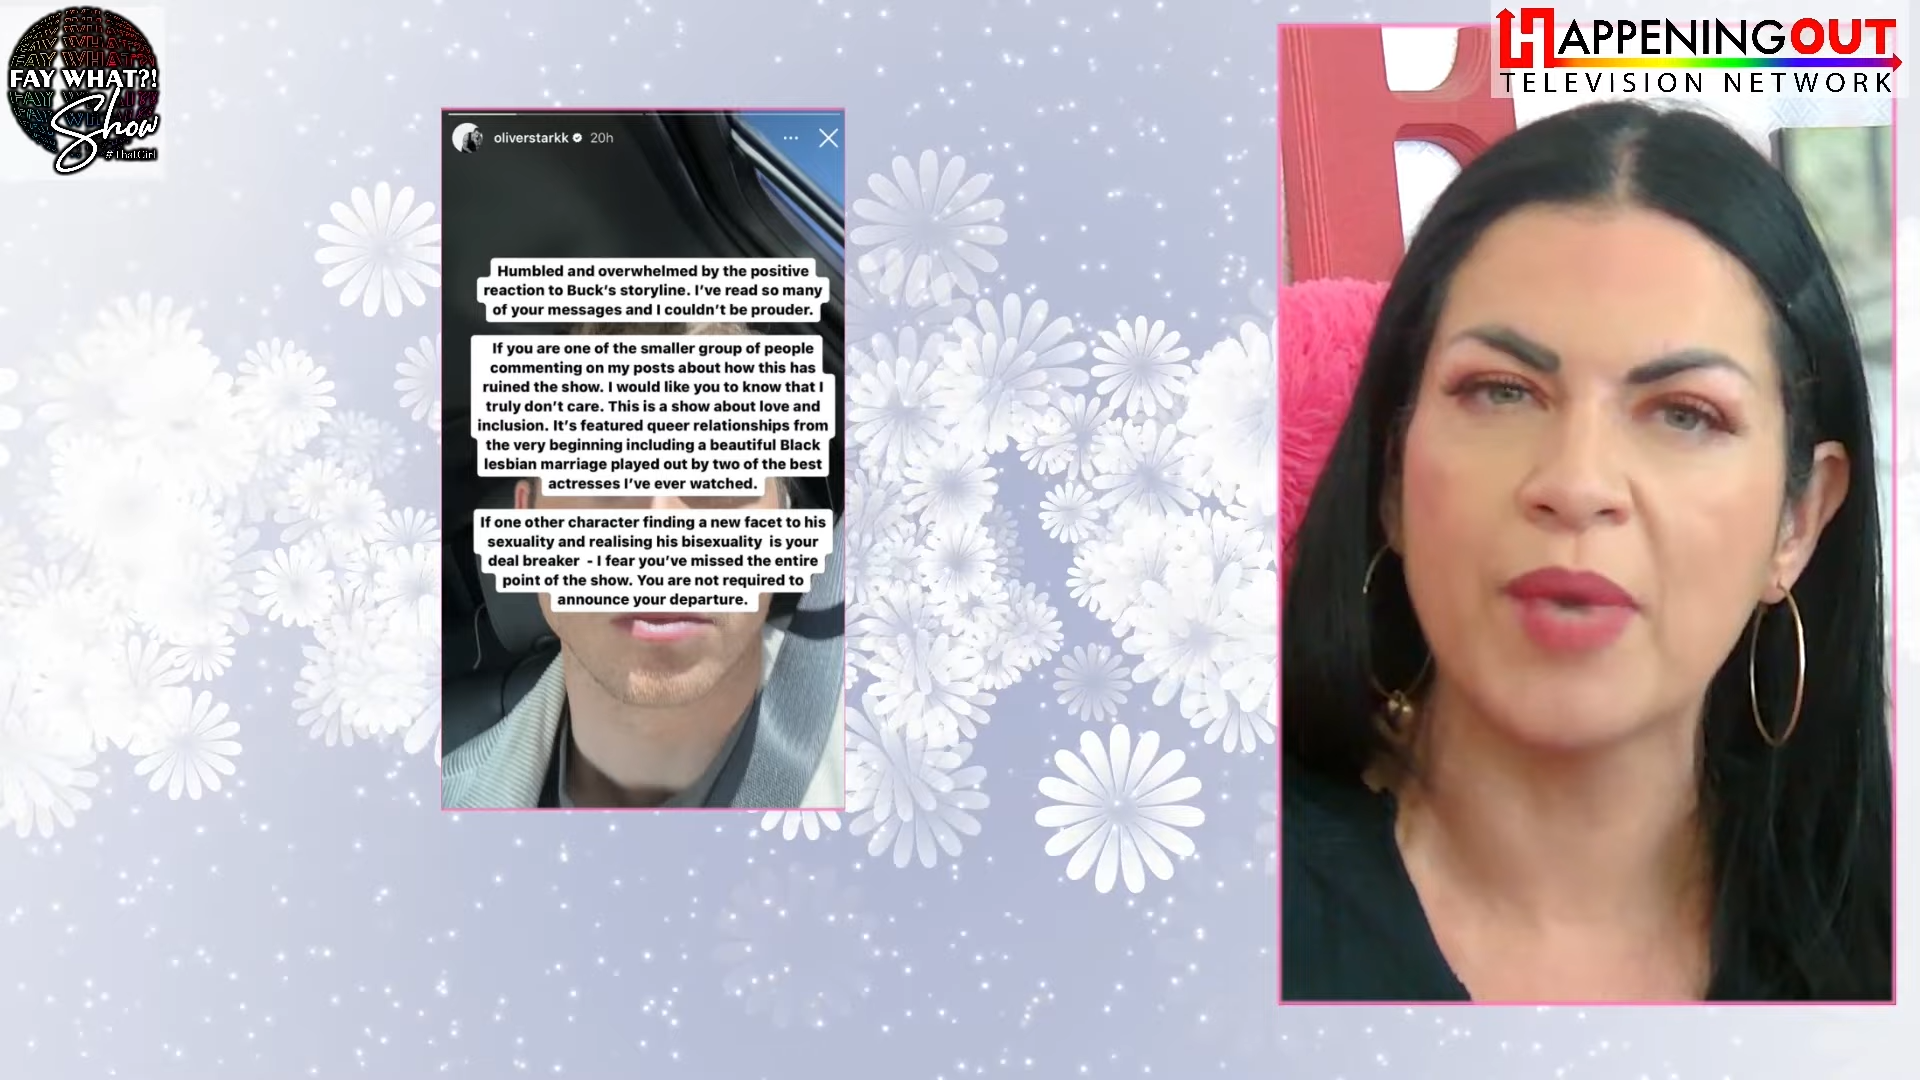 FAY WHAT?!
Show
#ThatGirl
HAPPENINGOUT
TELEVISION NETWORK
oliverstarkk 20h
Humbled and overwhelmed by the positive
reaction to Buck's storyline. I've read so many
of your messages and I couldn't be prouder.
If you are one of the smaller group of people
commenting on my posts about how this has
ruined the show. I would like you to know that I
truly don't care. This is a show about love and
inclusion. It's featured queer relationships from
the very beginning including a beautiful Black
lesbian marriage played out by two of the best
actresses I've ever watched.
If one other character finding a new facet to his
sexuality and realising his bisexuality is your
deal breaker - I fear you've missed the entire
point of the show. You are not required to
announce your departure.